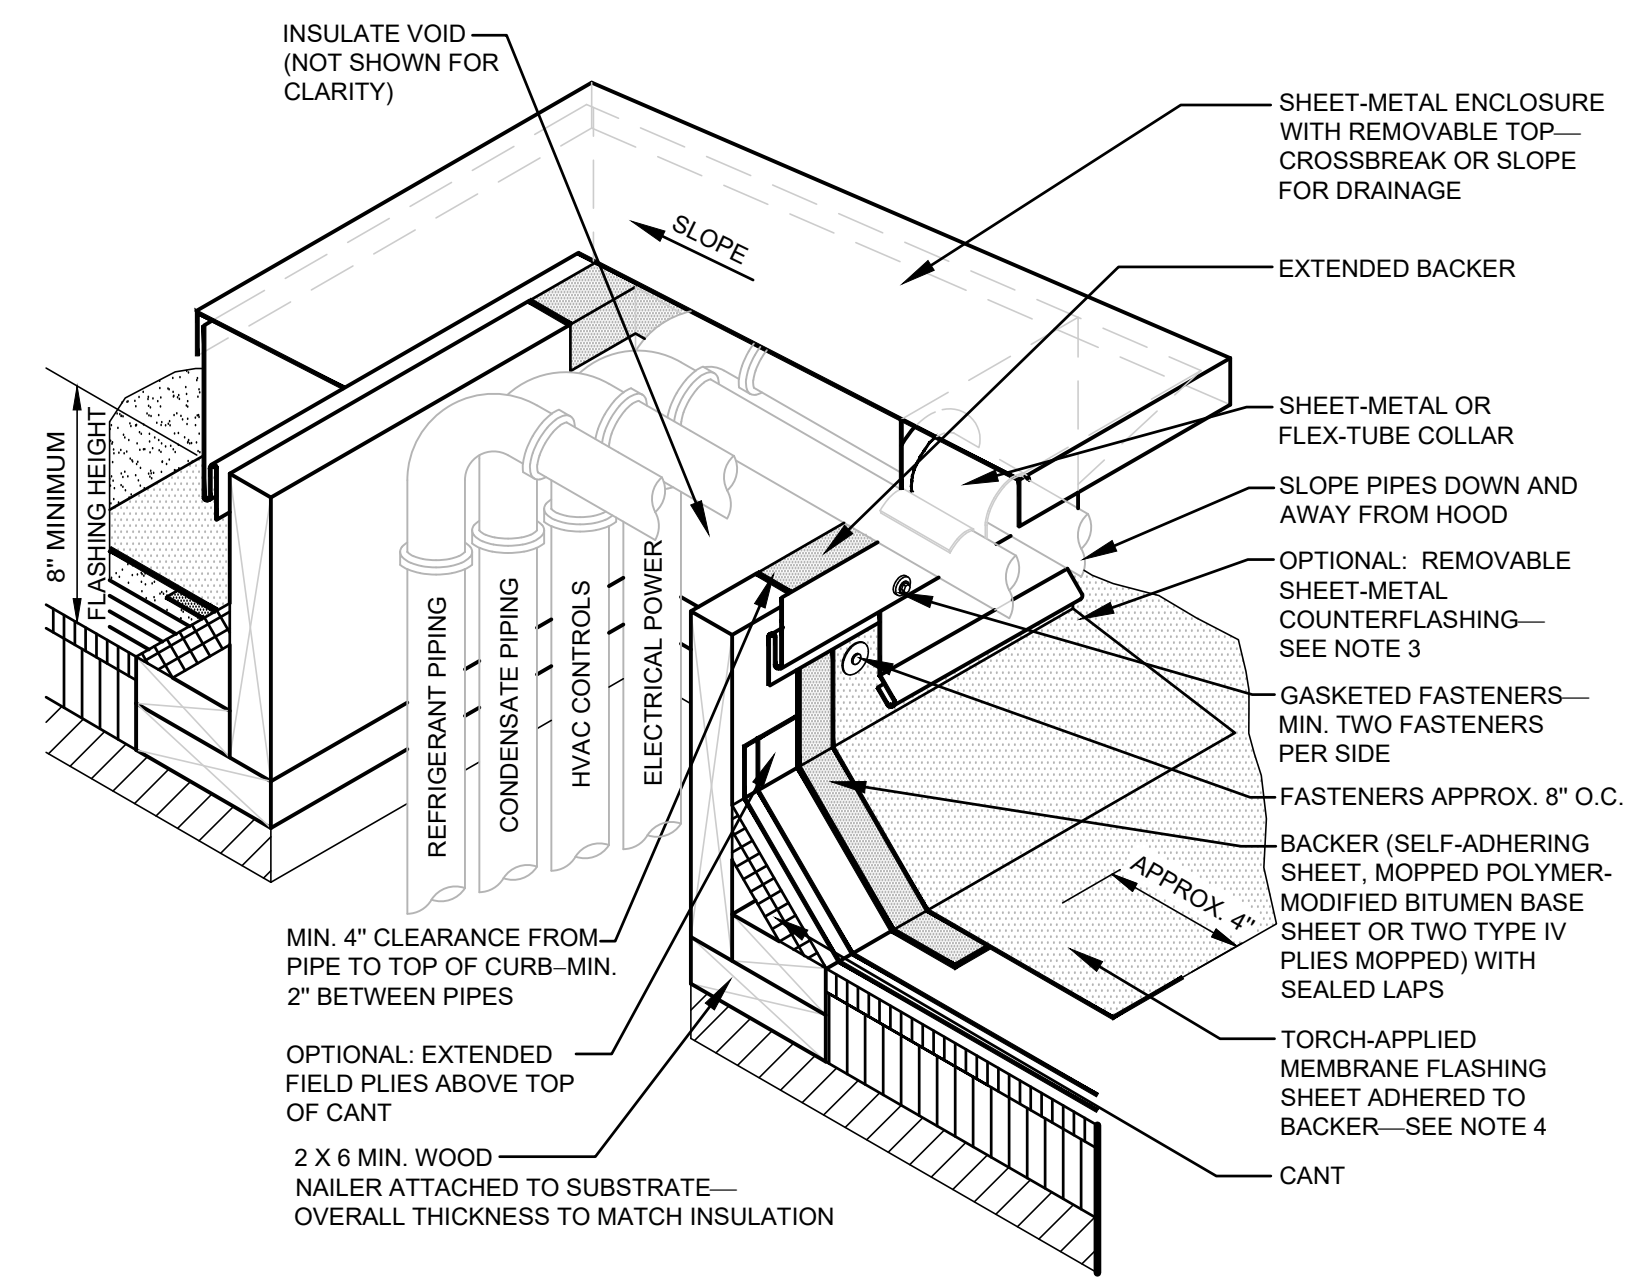 INSULATE VOID
(NOT SHOWN FOR
CLARITY)
SHEET-METAL ENCLOSURE
WITH REMOVABLE TOP—
CROSSBREAK OR SLOPE
FOR DRAINAGE
SLOPE
EXTENDED BACKER
SHEET-METAL OR
FLEX-TUBE COLLAR
SLOPE PIPES DOWN AND
AWAY FROM HOOD
OPTIONAL: REMOVABLE
SHEET-METAL
COUNTERFLASHING—
SEE NOTE 3
GASKETED FASTENERS—
MIN. TWO FASTENERS
PER SIDE
FASTENERS APPROX. 8" O.C.
BACKER (SELF-ADHERING
SHEET, MOPPED POLYMER-
MODIFIED BITUMEN BASE
SHEET OR TWO TYPE IV
PLIES MOPPED) WITH
SEALED LAPS
APPROX. 4"
TORCH-APPLIED
MEMBRANE FLASHING
SHEET ADHERED TO
BACKER—SEE NOTE 4
CANT
8" MINIMUM
FLASHING HEIGHT
REFRIGERANT PIPING
CONDENSATE PIPING
HVAC CONTROLS
ELECTRICAL POWER
MIN. 4" CLEARANCE FROM
PIPE TO TOP OF CURB–MIN.
2" BETWEEN PIPES
OPTIONAL: EXTENDED
FIELD PLIES ABOVE TOP
OF CANT
2 X 6 MIN. WOOD
NAILER ATTACHED TO SUBSTRATE—
OVERALL THICKNESS TO MATCH INSULATION